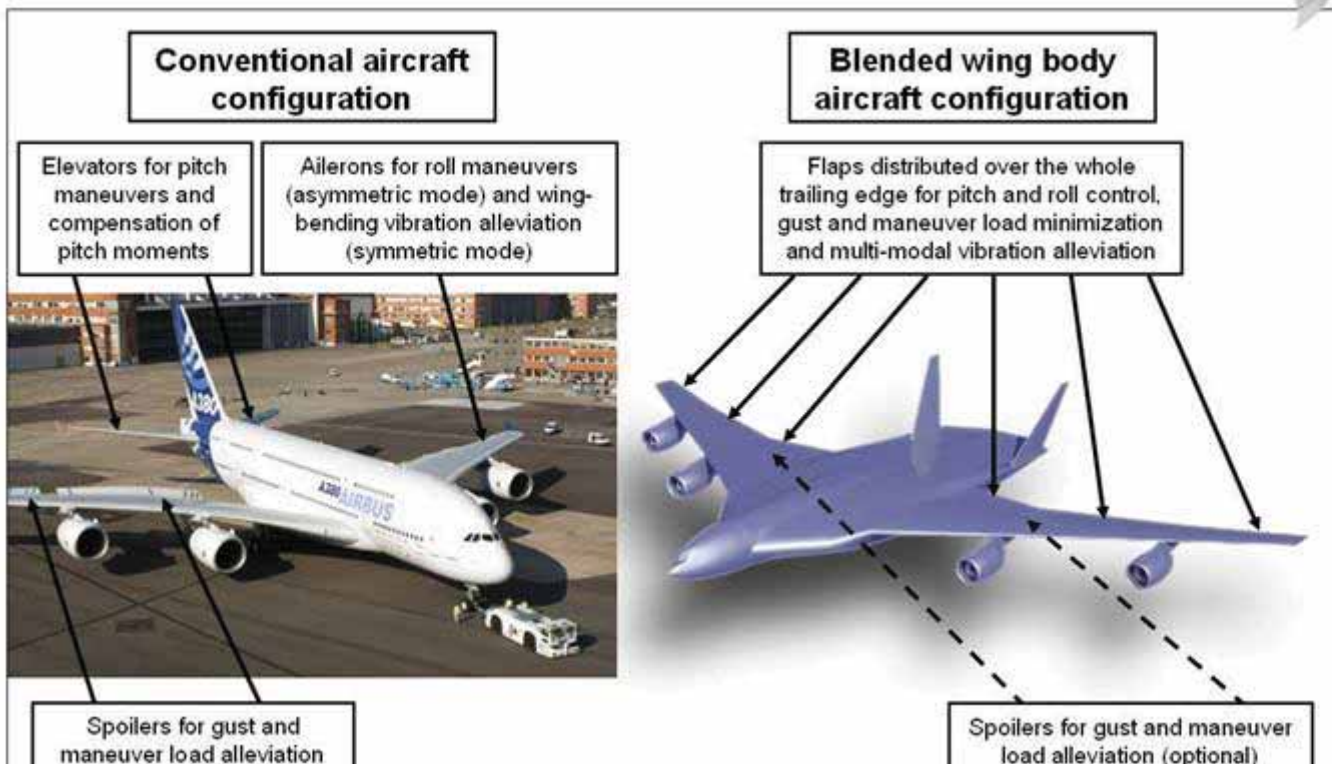 Conventional aircraft
configuration
Blended wing body
aircraft configuration
Elevators for pitch
maneuvers and
compensation of
pitch moments
Ailerons for roll maneuvers
(asymmetric mode) and wing-
bending vibration alleviation
(symmetric mode)
Flaps distributed over the whole
trailing edge for pitch and roll control,
gust and maneuver load minimization
and multi-modal vibration alleviation
A380
A380 AIRBUS
Spoilers for gust and
maneuver load alleviation
Spoilers for gust and maneuver
load alleviation (optional)